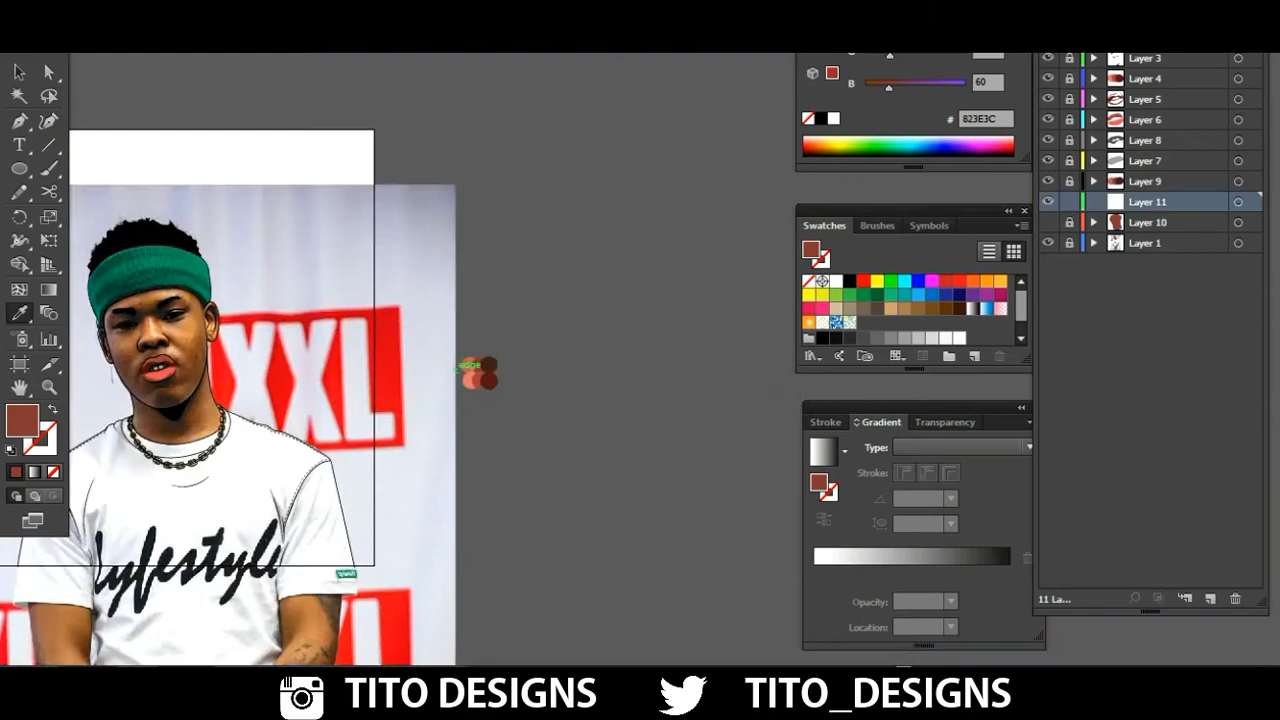 Layer 3
Layer 4
B
60
Layer 5
# 823E3C
Layer 6
Layer 8
Layer 7
Layer 9
Layer 11
Swatches Brushes Symbols
Layer 10
Layer 1
XXL
edge
Stroke Gradient Transparency
Type:
Stroke:
lyfestyle
Opacity:
11 La...
Location:
TITO DESIGNS TITO_DESIGNS